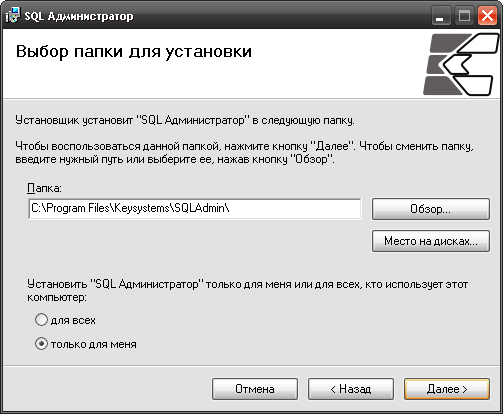 SQL Администратор
Выбор папки для установки
Установщик установит "SQL Администратор" в следующую папку.
Чтобы воспользоваться данной папкой, нажмите кнопку "Далее". Чтобы сменить папку,
введите нужный путь или выберите ее, нажав кнопку "Обзор".
Папка:
C:\Program Files\Keysystems\SQLAdmin\
Обзор...
Место на дисках...
Установить "SQL Администратор" только для меня или для всех, кто использует этот
компьютер:
для всех
только для меня
Отмена
< Назад
Далее >